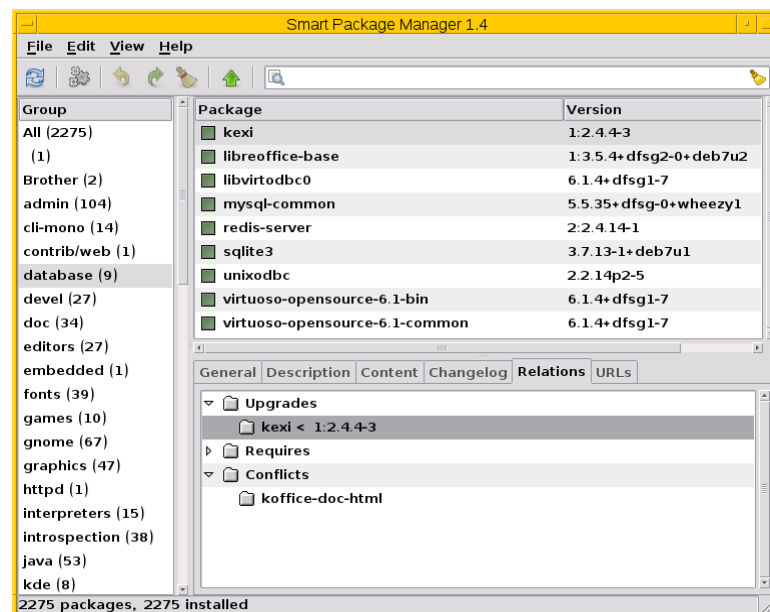 Smart Package Manager 1.4
File Edit View Help
Group
All (2275)
(1)
Brother (2)
admin (104)
cli-mono (14)
contrib/web (1)
database (9)
devel (27)
doc (34)
editors (27)
embedded (1)
fonts (39)
games (10)
gnome (67)
graphics (47)
httpd (1)
interpreters (15)
introspection (38)
java (53)
kde (8)
Package Version
kexi 1:2.4.4-3
libreoffice-base 1:3.5.4+dfsg2-0+deb7u2
libvirtodbc0 6.1.4+dfsg1-7
mysql-common 5.5.35+dfsg-0+wheezy1
redis-server 2:2.4.14-1
sqlite3 3.7.13-1+deb7u1
unixodbc 2.2.14p2-5
virtuoso-opensource-6.1-bin 6.1.4+dfsg1-7
virtuoso-opensource-6.1-common 6.1.4+dfsg1-7
General Description Content Changelog Relations URLs
Upgrades
kexi < 1:2.4.4-3
Requires
Conflicts
koffice-doc-html
2275 packages, 2275 installed